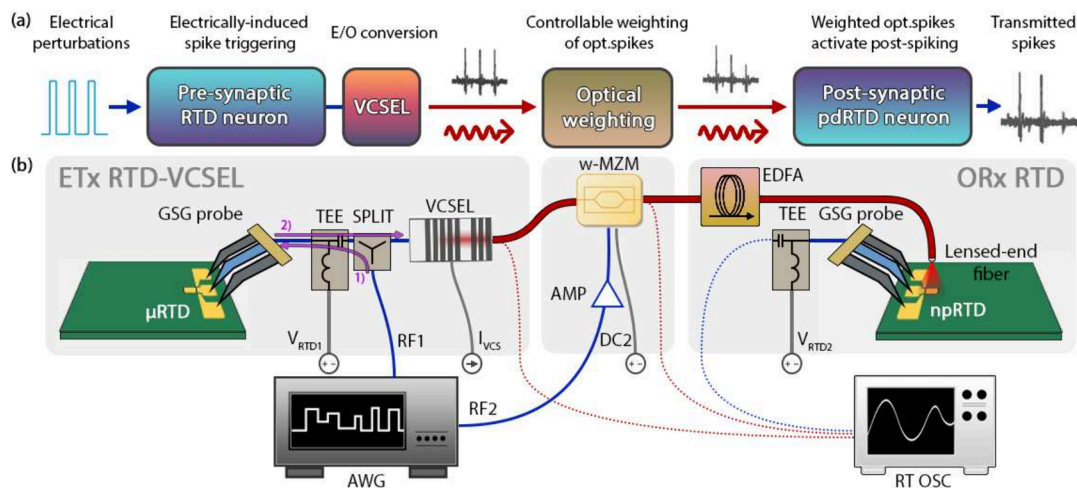 (a)
Electrical
perturbations
Electrically-induced
spike triggering
E/O conversion
Controllable weighting
of opt.spikes
Weighted opt.spikes
activate post-spiking
Transmitted
spikes
Pre-synaptic
RTD neuron
VCSEL
Optical
weighting
Post-synaptic
pdRTD neuron
(b)
ETx RTD-VCSEL
w-MZM
EDFA
ORx RTD
GSG probe
TEE
SPLIT
VCSEL
TEE
GSG probe
2)
1)
Lensed-end
fiber
µRTD
AMP
npRTD
VRTD1
RF1
IVCS
DC2
VRTD2
RF2
AWG
RT OSC